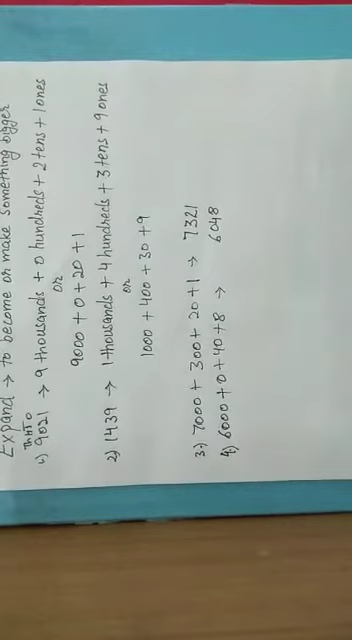 Expand → to become or make something bigger
ThHTO
1) 9021 → 9 thousands + 0 hundreds + 2 tens + 1 ones
or
9000 + 0 + 20 + 1
2) 1439 → 1 thousands + 4 hundreds + 3 tens + 9 ones
or
1000 + 400 + 30 + 9
3) 7000 + 300 + 20 + 1 → 7321
4) 6000 + 0 + 40 + 8 → 6048